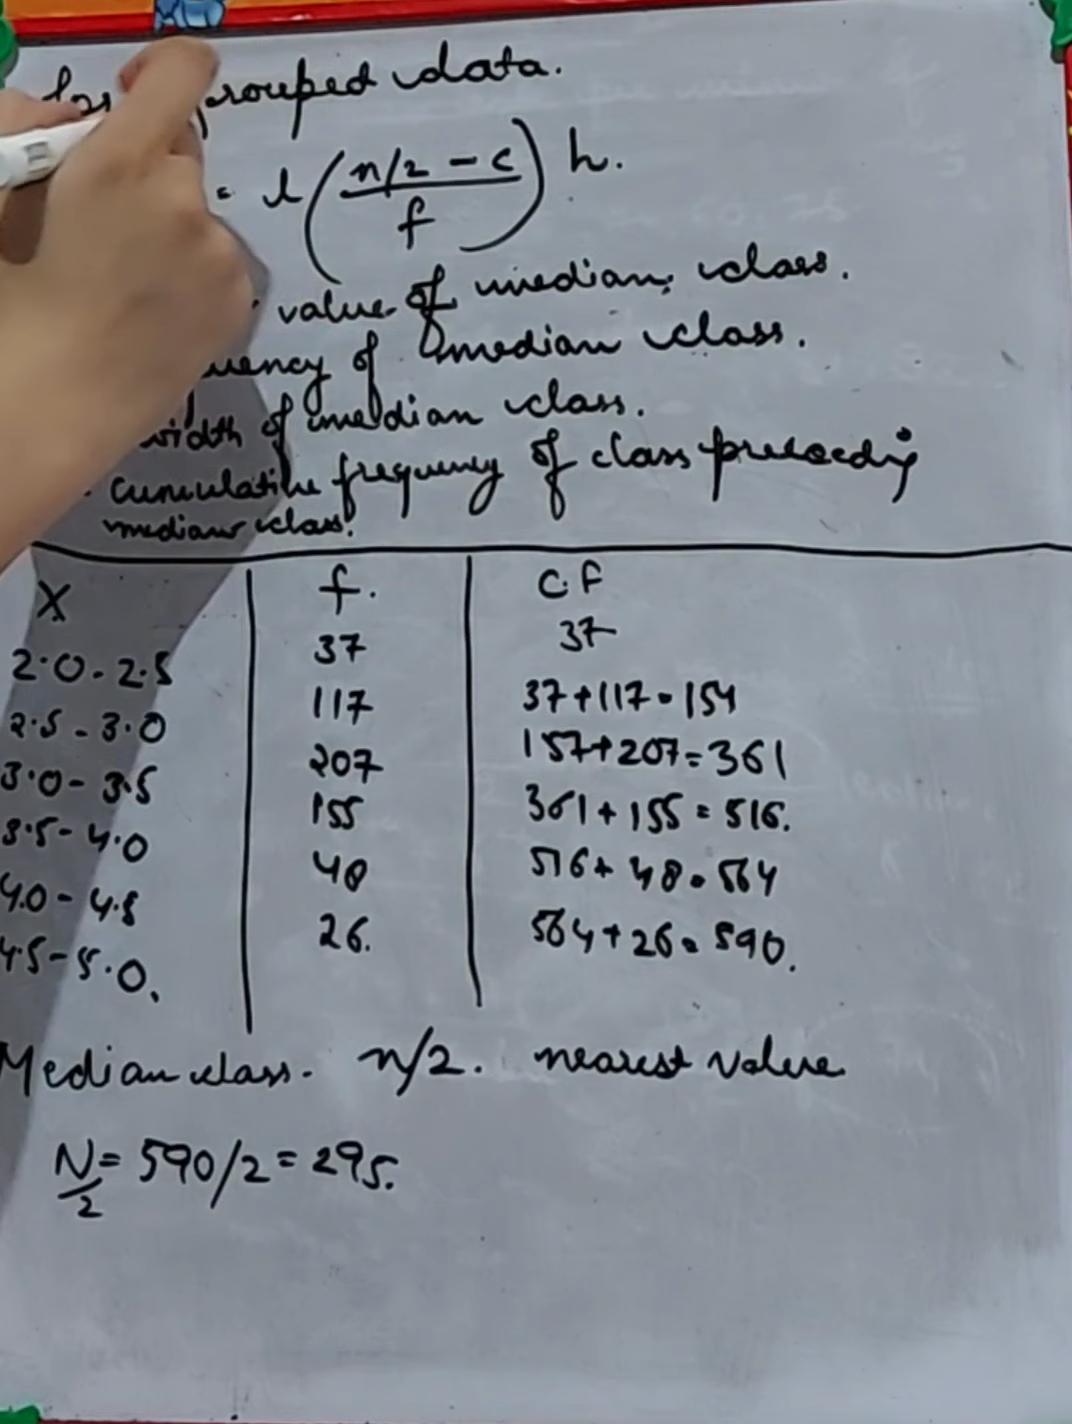 for grouped data.
= l (n/2 - c / f) h.
value of median class.
uency of median class.
width of median class.
cumulative frequency of class preceeding
median class.
X f. C.F
2.0 - 2.5 37 37
2.5 - 3.0 117 37+117=154
3.0 - 3.5 207 157+207=361
3.5 - 4.0 155 361+155=516.
4.0 - 4.5 48 516+48=564
4.5 - 5.0. 26. 564+26=590.
Median class. n/2. nearest value
N/2 = 590/2 = 295.